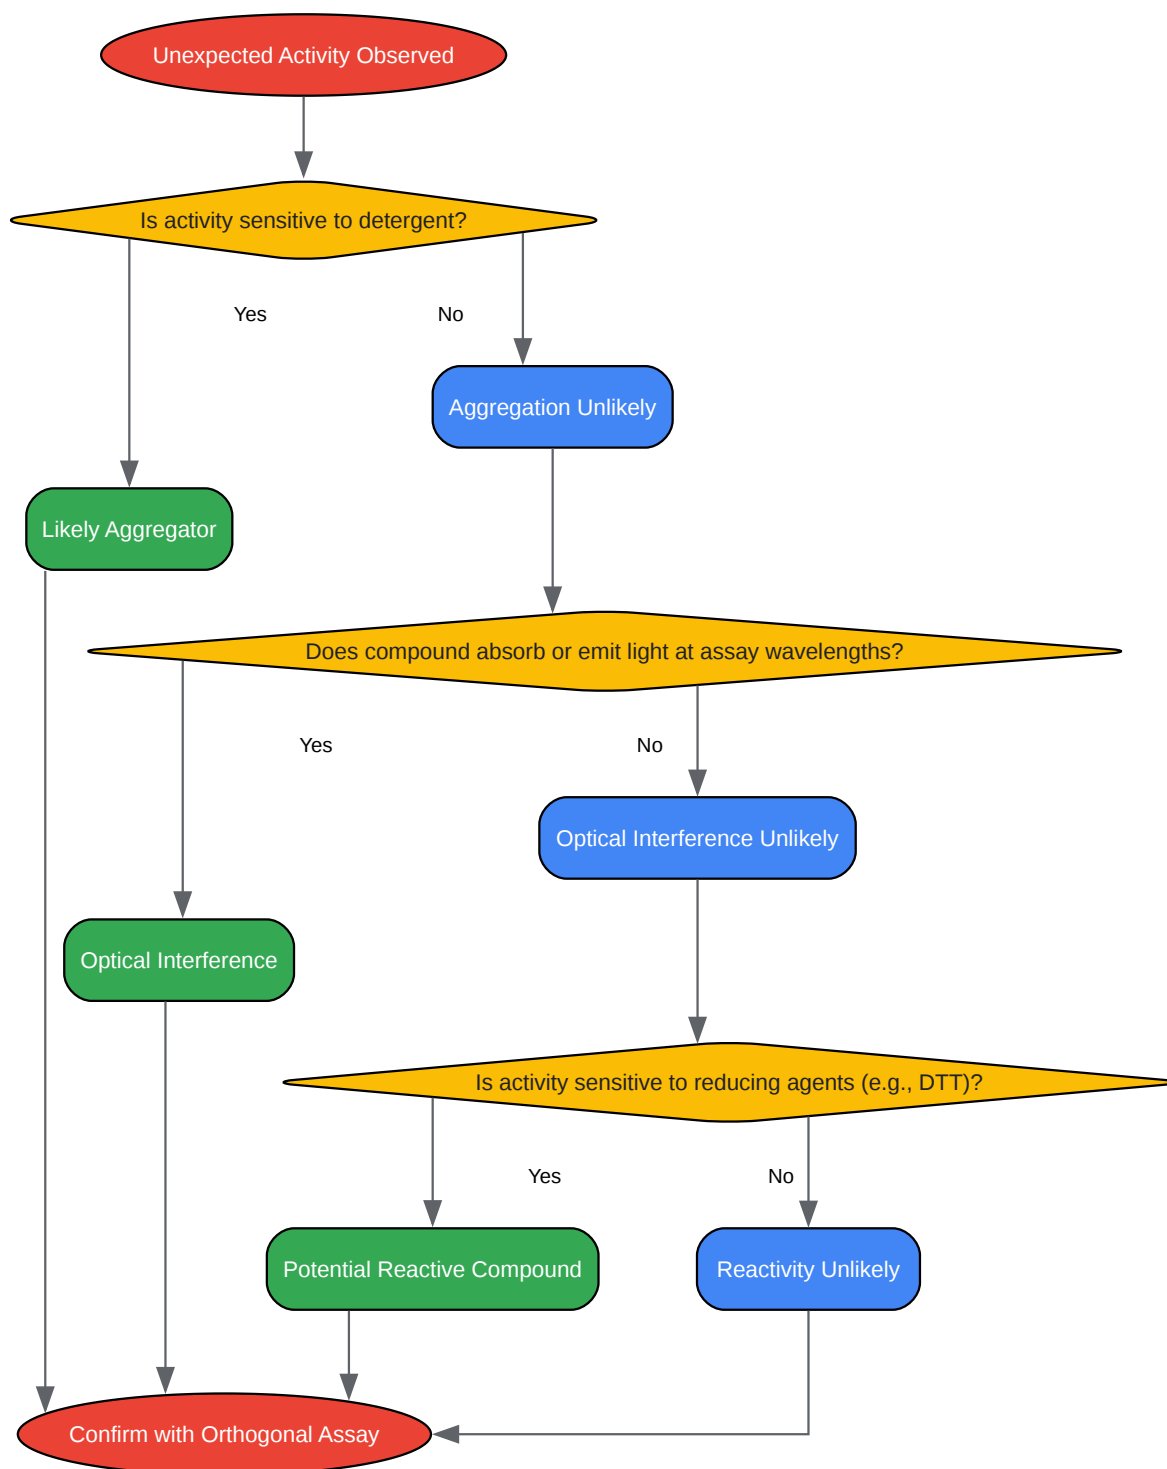 Unexpected Activity Observed
Is activity sensitive to detergent?
Yes
No
Aggregation Unlikely
Likely Aggregator
Does compound absorb or emit light at assay wavelengths?
Yes
No
Optical Interference Unlikely
Optical Interference
Is activity sensitive to reducing agents (e.g., DTT)?
Yes
No
Potential Reactive Compound
Reactivity Unlikely
Confirm with Orthogonal Assay